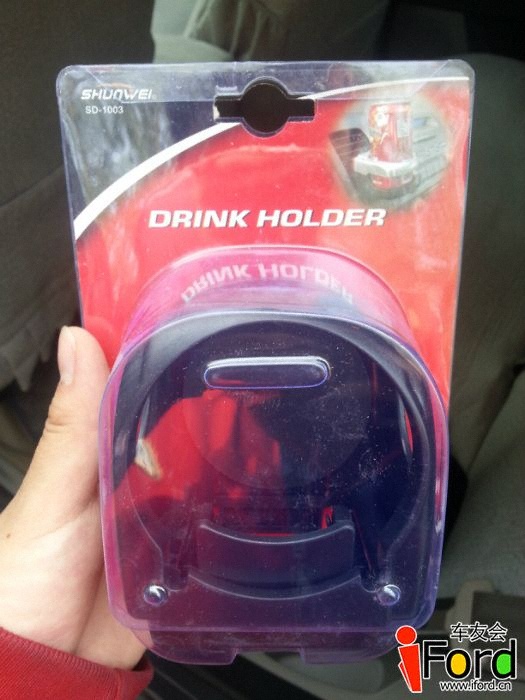 SHUNWEI
SD-1003
DRINK HOLDER
DRINK HOLDER
车友会
iFord
www.iford.cn